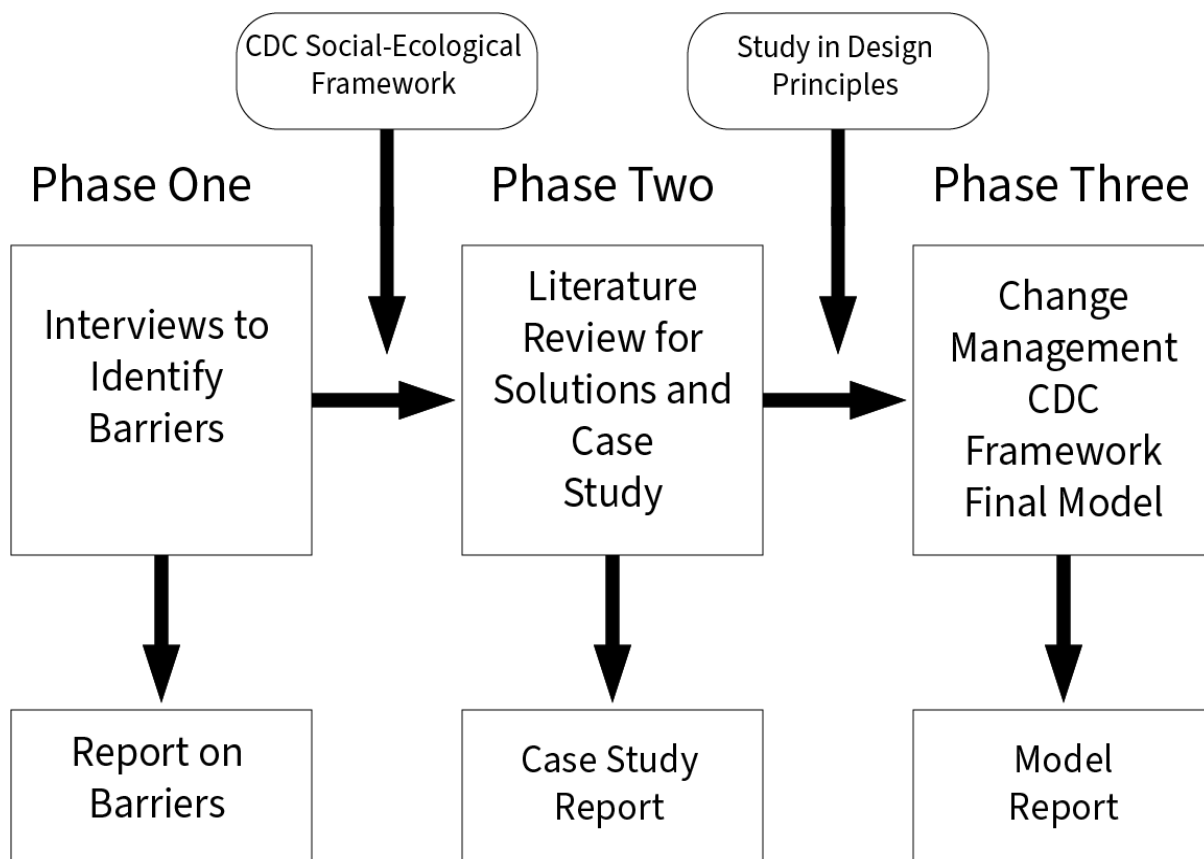 CDC Social-Ecological
Framework
Study in Design
Principles
Phase One
Phase Two
Phase Three
Interviews to
Identify
Barriers
Literature
Review for
Solutions and
Case
Study
Change
Management
CDC
Framework
Final Model
Report on
Barriers
Case Study
Report
Model
Report